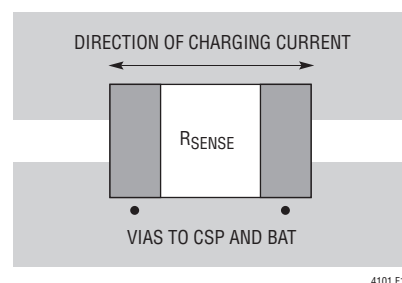 DIRECTION OF CHARGING CURRENT
RSENSE
VIAS TO CSP AND BAT